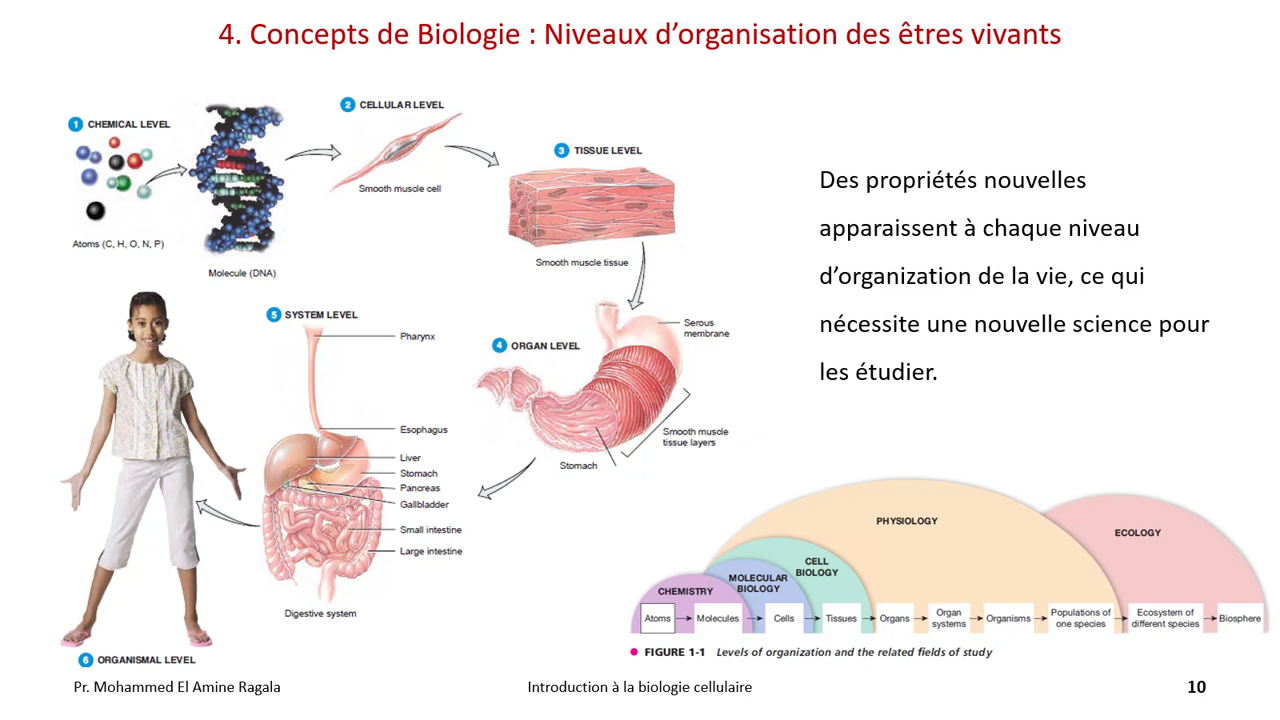 4. Concepts de Biologie : Niveaux d’organisation des êtres vivants
1 CHEMICAL LEVEL
Atoms (C, H, O, N, P)
Molecule (DNA)
2 CELLULAR LEVEL
Smooth muscle cell
3 TISSUE LEVEL
Smooth muscle tissue
4 ORGAN LEVEL
Serous
membrane
Smooth muscle
tissue layers
Stomach
5 SYSTEM LEVEL
Pharynx
Esophagus
Liver
Stomach
Pancreas
Gallbladder
Small intestine
Large intestine
Digestive system
6 ORGANISMAL LEVEL
Des propriétés nouvelles
apparaissent à chaque niveau
d’organization de la vie, ce qui
nécessite une nouvelle science pour
les étudier.
PHYSIOLOGY
ECOLOGY
CELL
BIOLOGY
MOLECULAR
BIOLOGY
CHEMISTRY
Atoms
Molecules
Cells
Tissues
Organs
Organ
systems
Organisms
Populations of
one species
Ecosystem of
different species
Biosphere
FIGURE 1-1 Levels of organization and the related fields of study
Pr. Mohammed El Amine Ragala
Introduction à la biologie cellulaire
10